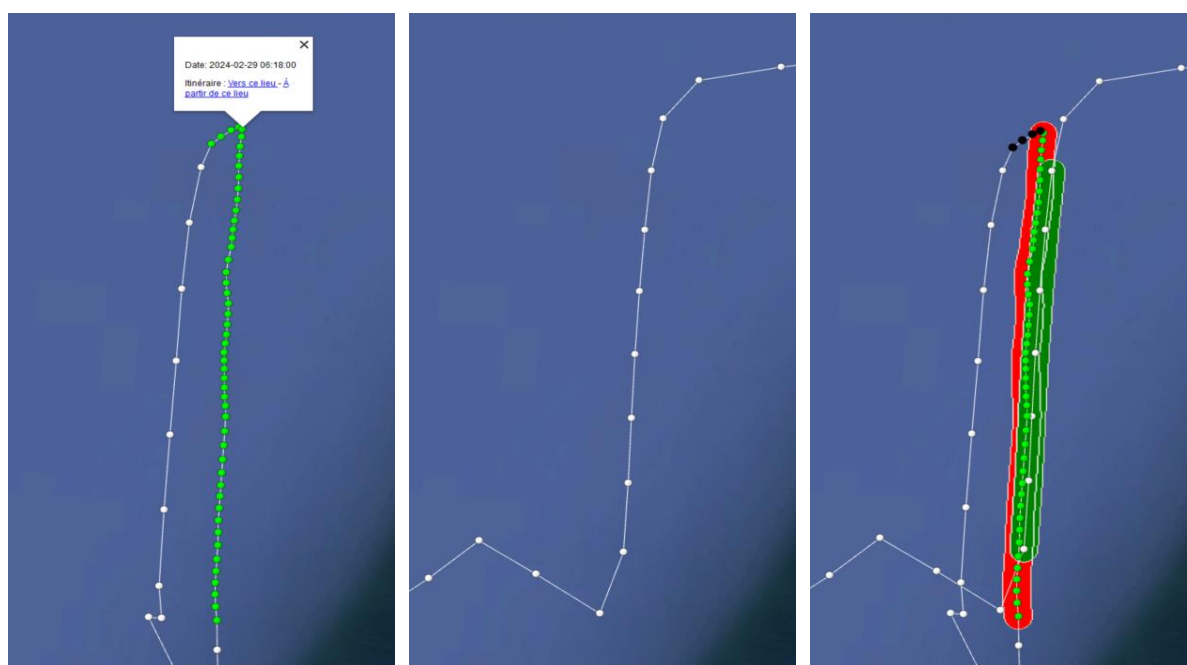 Date: 2024-02-29 06:18:00
Itinéraire : Vers ce lieu - À
partir de ce lieu